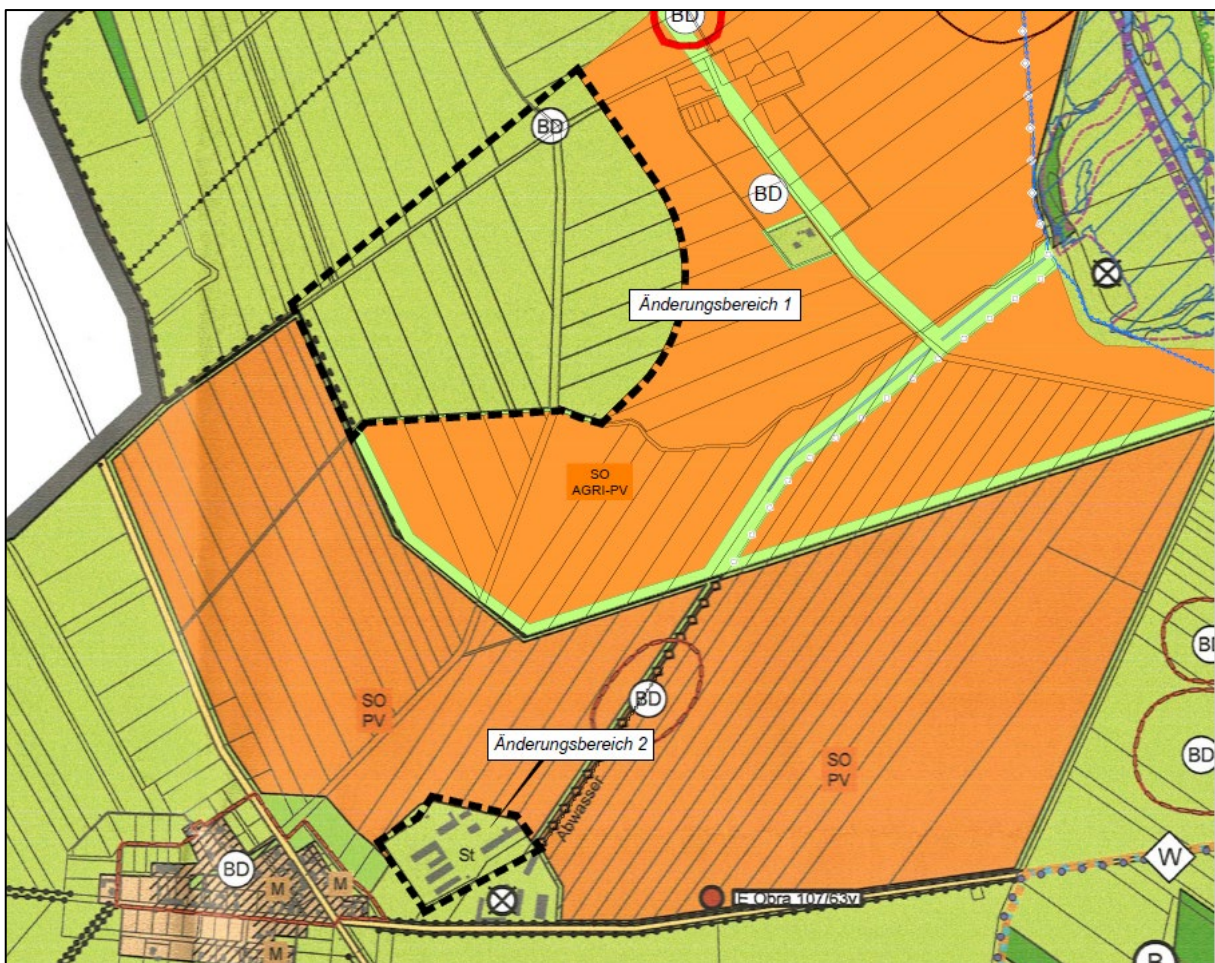 BD
BD
BD
Änderungsbereich 1
SO
AGRI-PV
BD
SO
PV
BD
Änderungsbereich 2
SO
PV
BD
Abwasser
St
W
BD
M
M
E Obra 107/63v
M